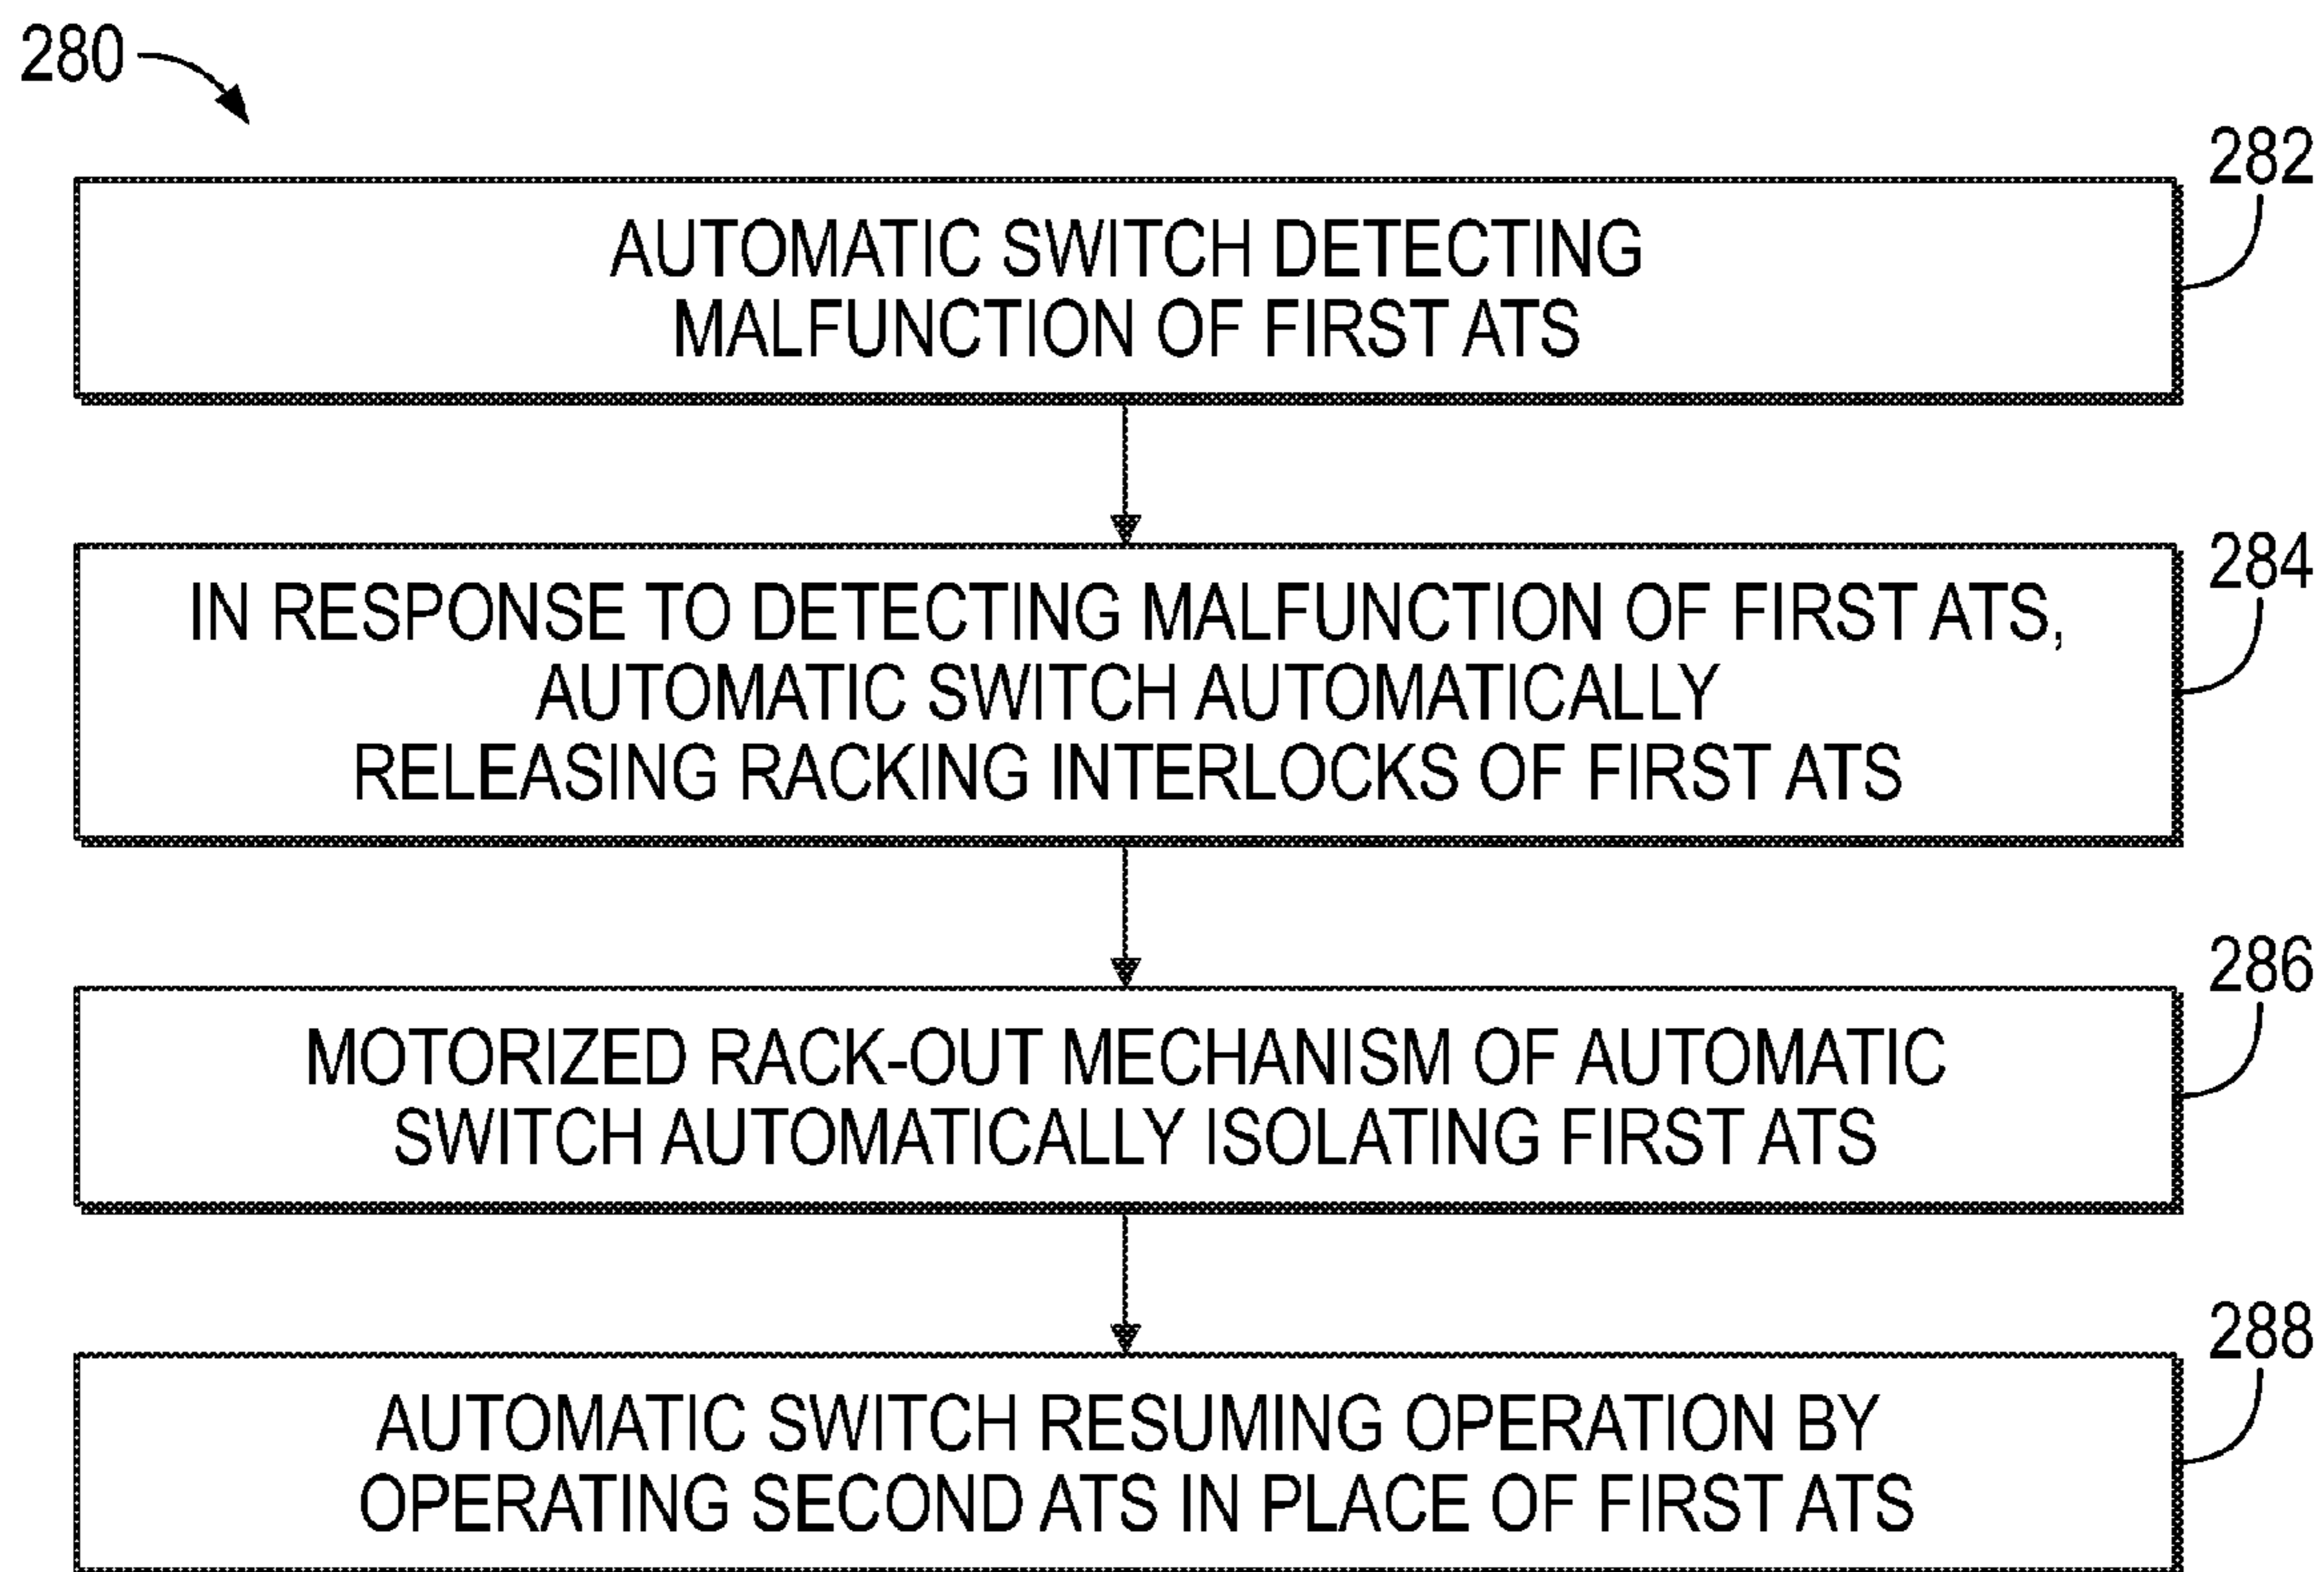 280
282
AUTOMATIC SWITCH DETECTING
MALFUNCTION OF FIRST ATS
284
IN RESPONSE TO DETECTING MALFUNCTION OF FIRST ATS,
AUTOMATIC SWITCH AUTOMATICALLY
RELEASING RACKING INTERLOCKS OF FIRST ATS
286
MOTORIZED RACK-OUT MECHANISM OF AUTOMATIC
SWITCH AUTOMATICALLY ISOLATING FIRST ATS
288
AUTOMATIC SWITCH RESUMING OPERATION BY
OPERATING SECOND ATS IN PLACE OF FIRST ATS